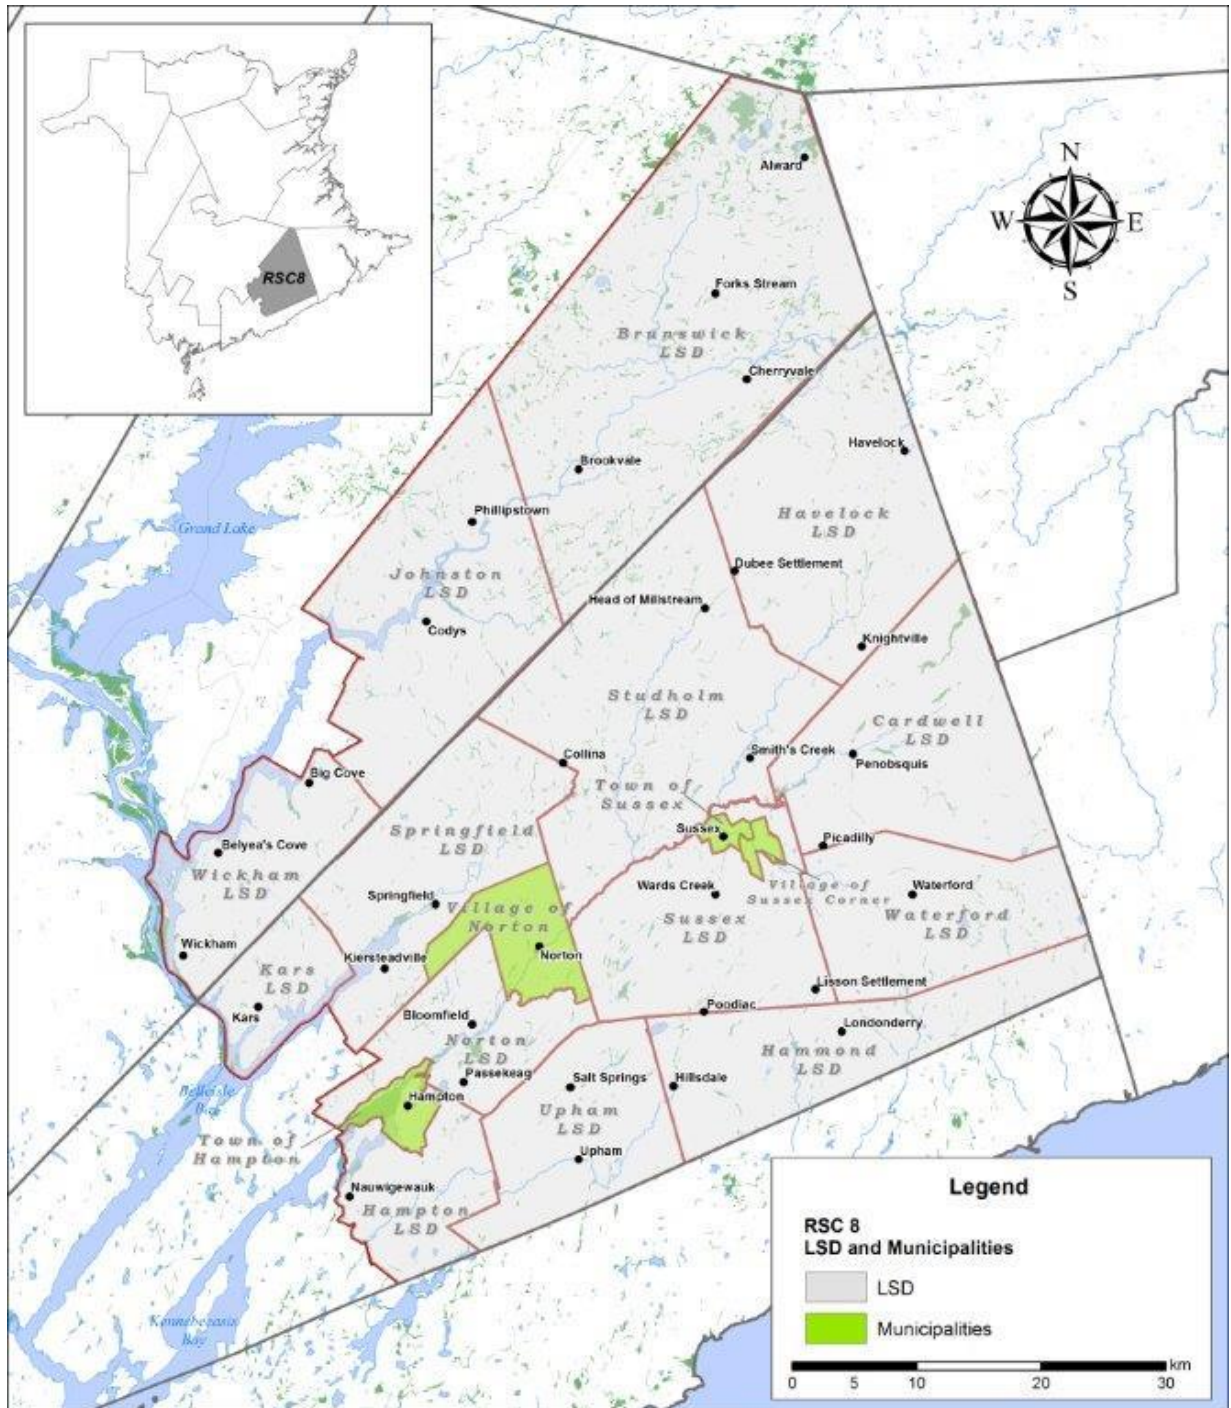 RSC8
N
W
E
S
Alward
Forks Stream
Brunswick
LSD
Cherryvale
Havelock
Brookvale
Phillipstown
Havelock
LSD
Grand Lake
Johnston
LSD
Dubee Settlement
Head of Millstream
Codys
Knightville
Studholm
LSD
Cardwell
LSD
Collina
Smith's Creek
Penobsquis
Big Cove
Town of
Sussex
Springfield
LSD
Sussex
Picadilly
Belyea's Cove
Wickham
LSD
Village of
Sussex Corner
Wards Creek
Waterford
Springfield
Village of
Norton
Sussex
LSD
Waterford
LSD
Wickham
Norton
Kiersteadville
Kars
LSD
Lisson Settlement
Kars
Poodiac
Bloomfield
Londonderry
Norton
LSD
Hammond
LSD
Passekeag
Salt Springs
Hillsdale
Belleisle
Bay
Hampton
Upham
LSD
Town of
Hampton
Upham
Nauwigewauk
Hampton
LSD
Kennebecasis
Bay
Legend
RSC 8
LSD and Municipalities
LSD
Municipalities
km
0 5 10 20 30